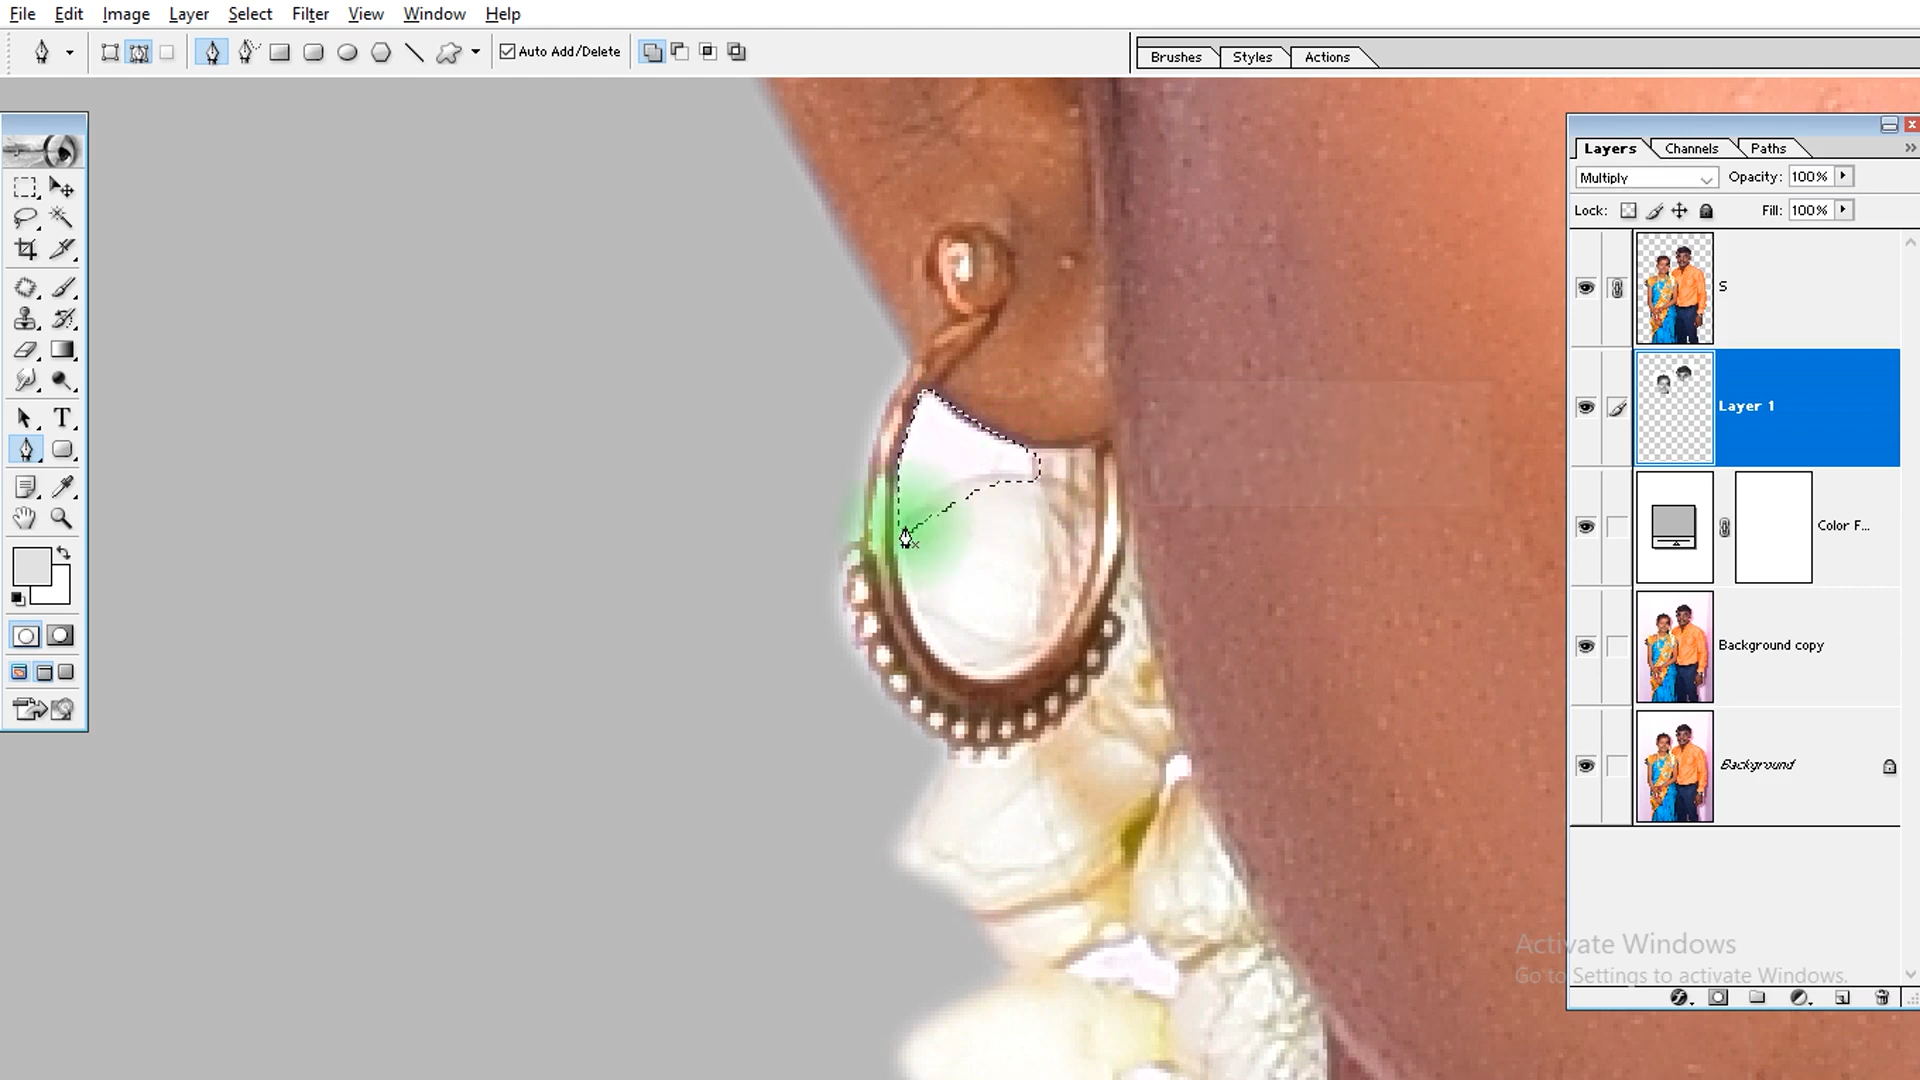 File Edit Image Layer Select Filter View Window Help
Auto Add/Delete
Brushes Styles Actions
Layers Channels Paths
Multiply Opacity: 100%
Lock: Fill: 100%
S
Layer 1
Color F...
Background copy
Background
T
Activate Windows
Go to Settings to activate Windows.